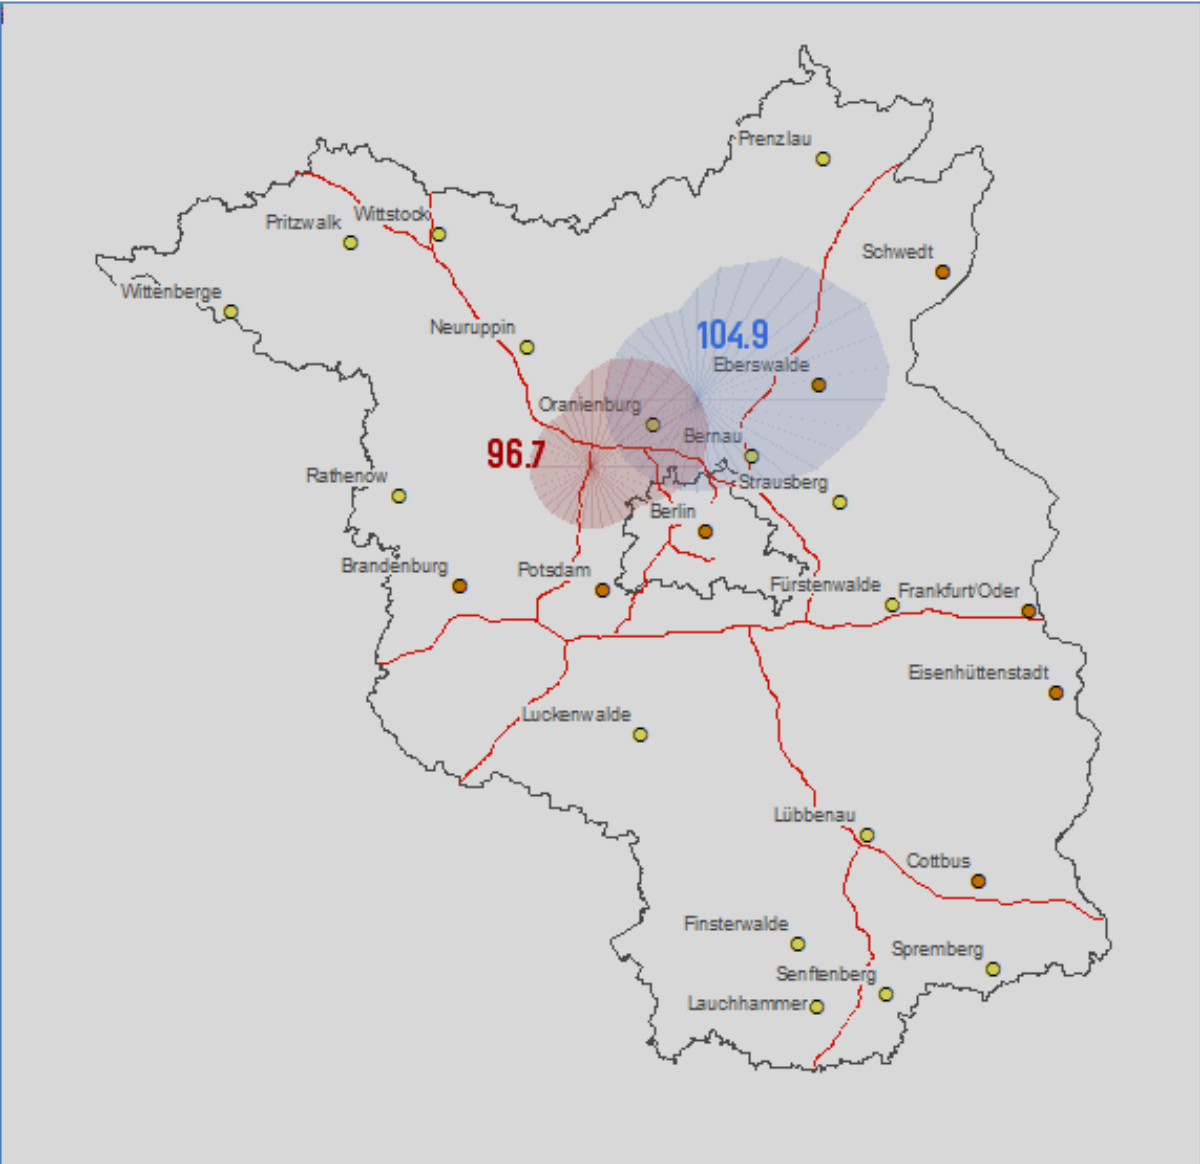 Prenzlau
Wittstock
Pritzwalk
Schwedt
Wittenberge
Neuruppin
104.9
Eberswalde
Oranienburg
Bernau
96.7
Rathenow
Strausberg
Berlin
Brandenburg
Potsdam
Fürstenwalde
Frankfurt/Oder
Eisenhüttenstadt
Luckenwalde
Lübbenau
Cottbus
Finsterwalde
Spremberg
Senftenberg
Lauchhammer